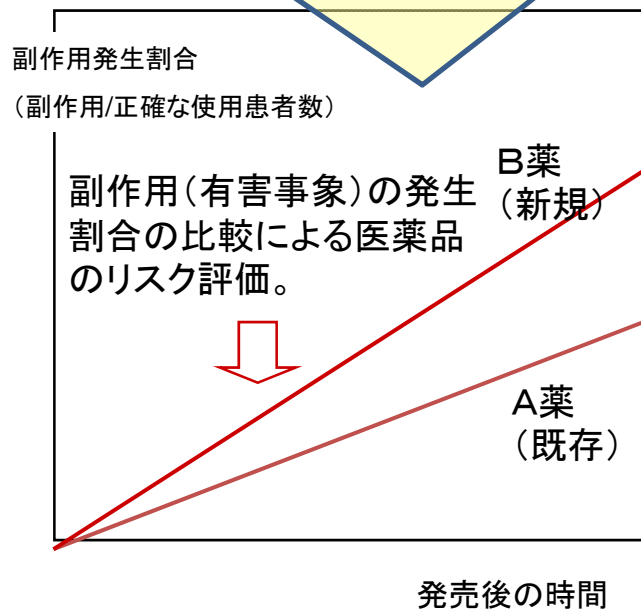 副作用発生割合
（副作用/正確な使用患者数）
副作用（有害事象）の発生
割合の比較による医薬品
のリスク評価。
B薬
（新規）
A薬
（既存）
発売後の時間